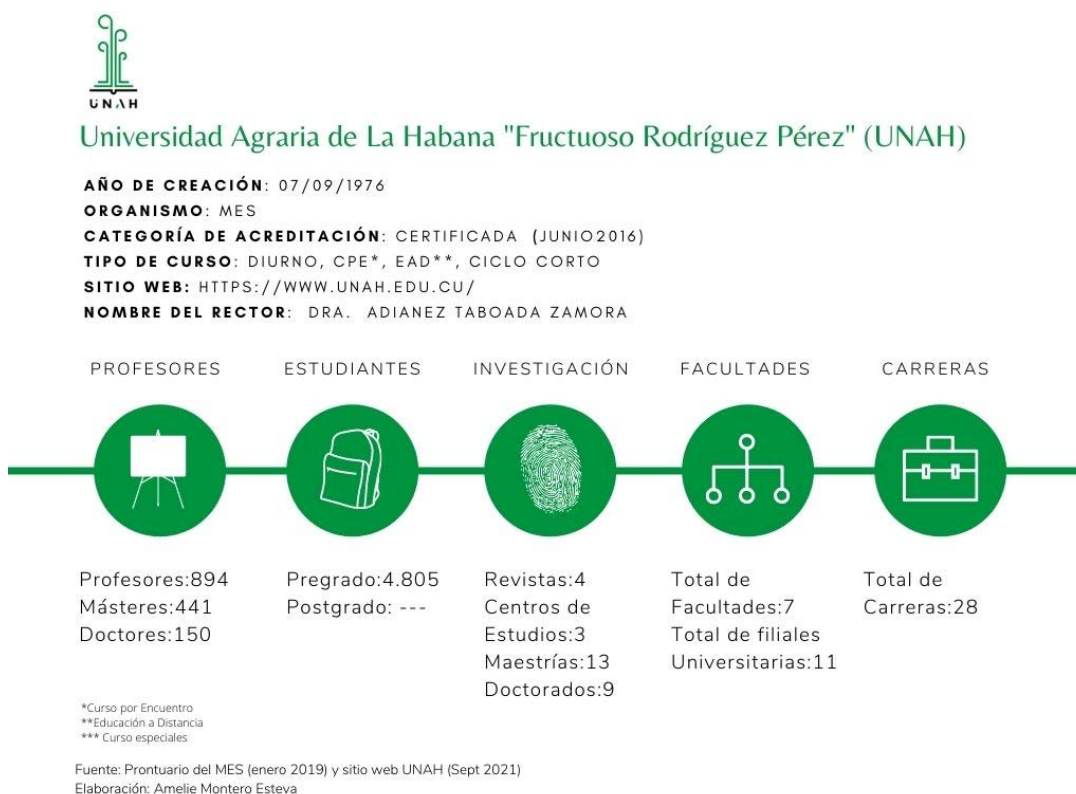 UNAH
Universidad Agraria de La Habana "Fructuoso Rodríguez Pérez" (UNAH)
AÑO DE CREACIÓN: 07/09/1976
ORGANISMO: MES
CATEGORÍA DE ACREDITACIÓN: CERTIFICADA (JUNIO2016)
TIPO DE CURSO: DIURNO, CPE*, EAD**, CICLO CORTO
SITIO WEB: HTTPS://WWW.UNAH.EDU.CU/
NOMBRE DEL RECTOR: DRA. ADIANEZ TABOADA ZAMORA
PROFESORES
Profesores:894
Másteres:441
Doctores:150
ESTUDIANTES
Pregrado:4.805
Postgrado: ---
INVESTIGACIÓN
Revistas:4
Centros de
Estudios:3
Maestrías:13
Doctorados:9
FACULTADES
Total de
Facultades:7
Total de filiales
Universitarias:11
CARRERAS
Total de
Carreras:28
*Curso por Encuentro
**Educación a Distancia
*** Curso especiales
Fuente: Prontuario del MES (enero 2019) y sitio web UNAH (Sept 2021)
Elaboración: Amelie Montero Esteva